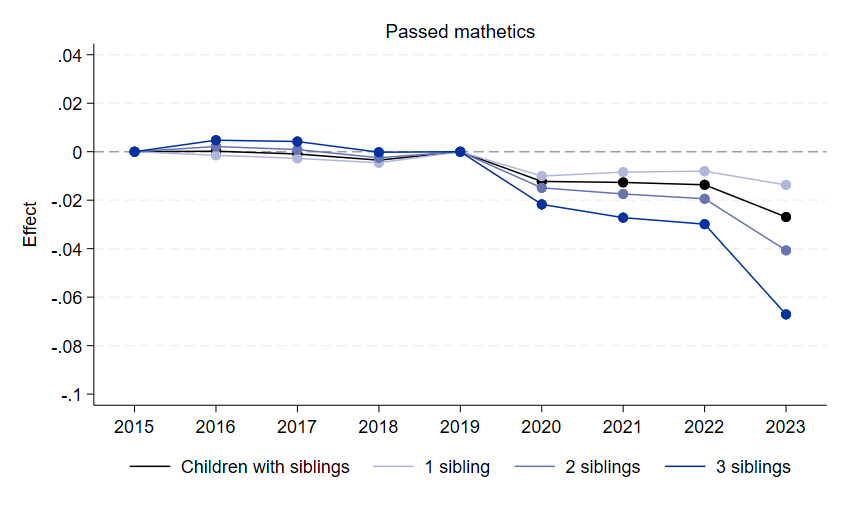 Passed mathetics
.04
.02
0
-.02
-.04
-.06
-.08
-.1
Effect
2015 2016 2017 2018 2019 2020 2021 2022 2023
Children with siblings 1 sibling 2 siblings 3 siblings